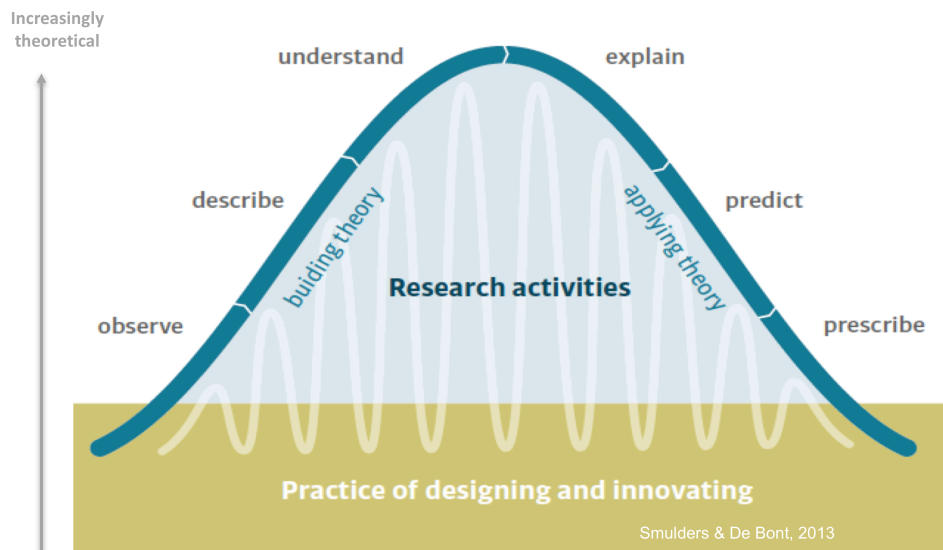 Increasingly
theoretical
understand
explain
describe
predict
buiding theory
applying theory
Research activities
observe
prescribe
Practice of designing and innovating
Smulders & De Bont, 2013